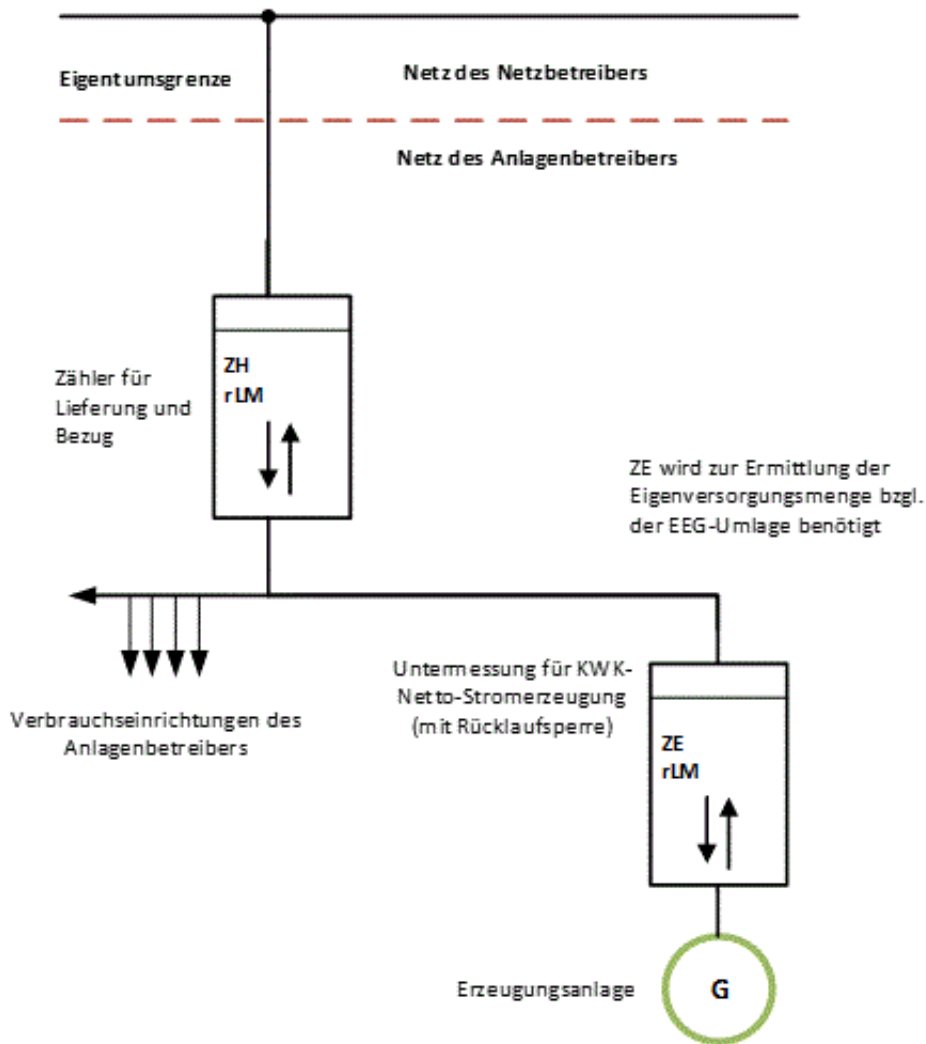 Eigentumsgrenze
Netz des Netzbetreibers
Netz des Anlagenbetreibers
ZH
rLM
Zähler für
Lieferung und
Bezug
ZE wird zur Ermittlung der
Eigenversorgungsmenge bzgl.
der EEG-Umlage benötigt
Untermessung für KWK-
Netto-Stromerzeugung
(mit Rücklaufsperre)
Verbrauchseinrichtungen des
Anlagenbetreibers
ZE
rLM
Erzeugungsanlage
G